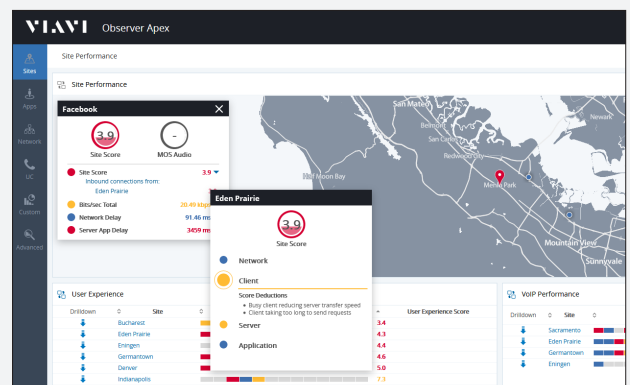 VIAVI Observer Apex
Sites
Apps
Network
UC
Custom
Advanced
Site Performance
Site Performance
Facebook
3.9
-
Site Score MOS Audio
Site Score 3.9
Inbound connections from:
Eden Prairie
Bits/sec Total 20.49 kbps
Network Delay 91.46 ms
Server App Delay 3459 ms
San Mateo
Belmont
San Carlos
Redwood City
Half Moon Bay
Menlo Park
Newark
Mountain View
Sunnyvale
Eden Prairie
3.9
Site Score
Network
Client
Score Deductions
• Busy client reducing server transfer speed
• Client taking too long to send requests
Server
Application
User Experience
Drilldown Site User Experience Score
Bucharest 3.4
Eden Prairie 4.3
Eningen 4.4
Germantown 4.6
Denver 5.0
Indianapolis 7.3
VoIP Performance
Drilldown Site
Sacramento
Eden Prairie
Germantown
Eningen